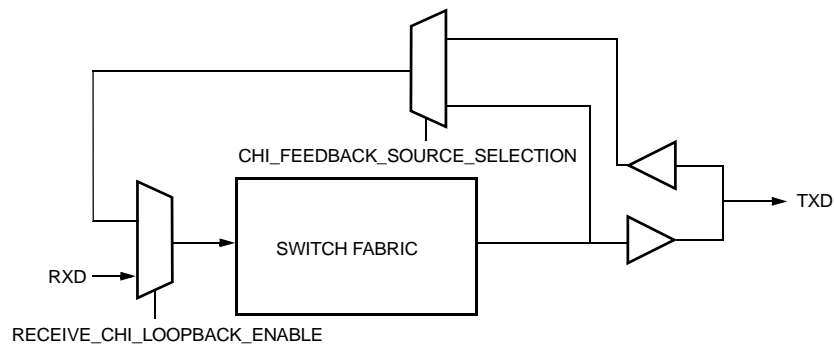 CHI_FEEDBACK_SOURCE_SELECTION
TXD
SWITCH FABRIC
RXD
RECEIVE_CHI_LOOPBACK_ENABLE